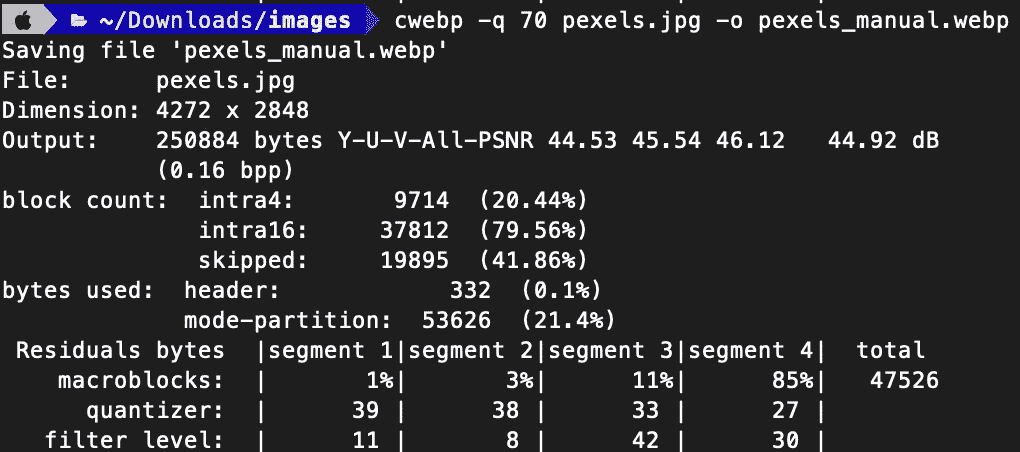 ~/Downloads/images cwebp -q 70 pexels.jpg -o pexels_manual.webp
Saving file 'pexels_manual.webp'
File:      pexels.jpg
Dimension: 4272 x 2848
Output:    250884 bytes Y-U-V-All-PSNR 44.53 45.54 46.12   44.92 dB
           (0.16 bpp)
block count:  intra4:         9714  (20.44%)
              intra16:       37812  (79.56%)
              skipped:       19895  (41.86%)
bytes used:  header:            332  (0.1%)
             mode-partition:  53626  (21.4%)
 Residuals bytes  |segment 1|segment 2|segment 3|segment 4|  total
    macroblocks:  |       1%|       3%|      11%|      85%|   47526
      quantizer:  |      39 |      38 |      33 |      27 |
   filter level:  |      11 |       8 |      42 |      30 |